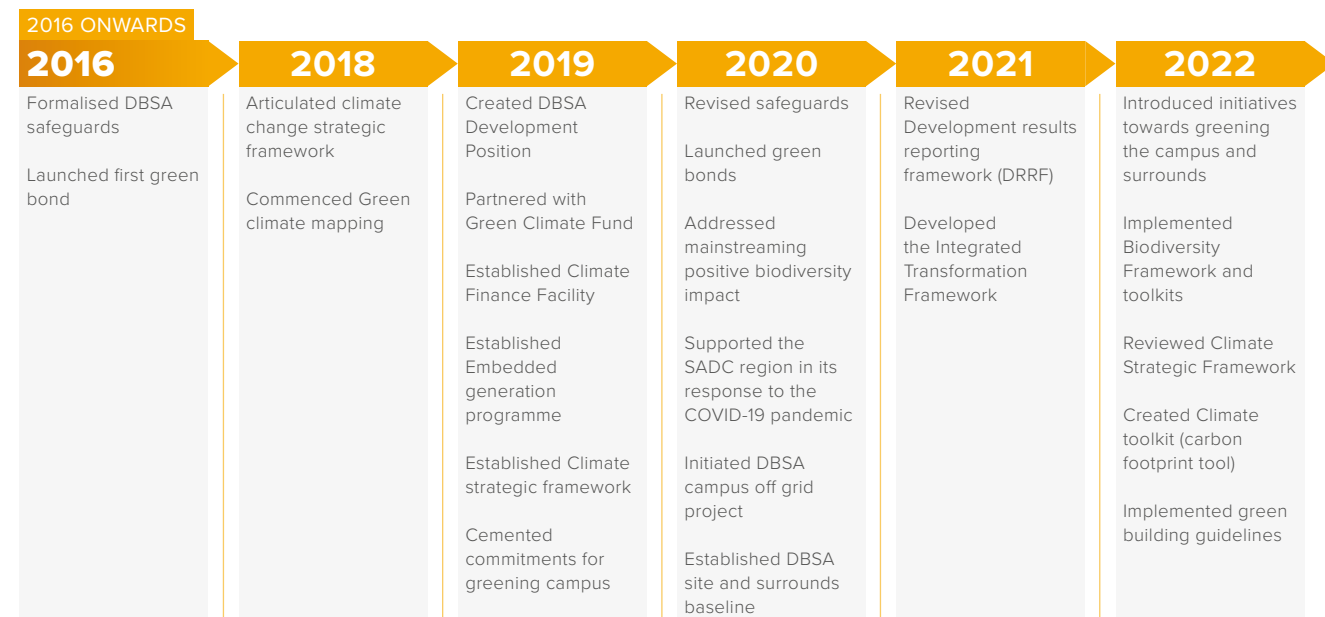 2016 ONWARDS
2016
Formalised DBSA
safeguards
Launched first green
bond
2018
Articulated climate
change strategic
framework
Commenced Green
climate mapping
2019
Created DBSA
Development
Position
Partnered with
Green Climate Fund
Established Climate
Finance Facility
Established
Embedded
generation
programme
Established Climate
strategic framework
Cemented
commitments for
greening campus
2020
Revised safeguards
Launched green
bonds
Addressed
mainstreaming
positive biodiversity
impact
Supported the
SADC region in its
response to the
COVID-19 pandemic
Initiated DBSA
campus off grid
project
Established DBSA
site and surrounds
baseline
2021
Revised
Development results
reporting
framework (DRRF)
Developed
the Integrated
Transformation
Framework
2022
Introduced initiatives
towards greening
the campus and
surrounds
Implemented
Biodiversity
Framework and
toolkits
Reviewed Climate
Strategic Framework
Created Climate
toolkit (carbon
footprint tool)
Implemented green
building guidelines